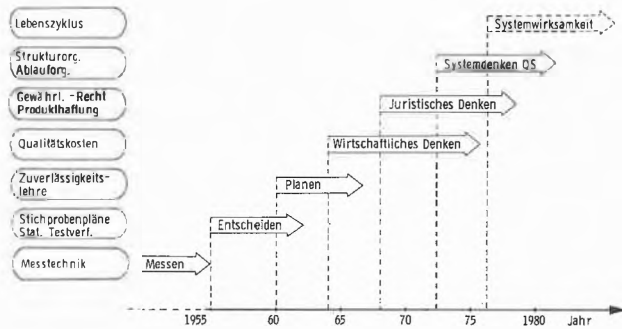 Lebenszyklus
Systemwirksamkeit
Strukturorg.
Ablauforg.
Systemdenken QS
Gewährl. -Recht
Produkthaftung
Juristisches Denken
Qualitätskosten
Wirtschaftliches Denken
Zuverlässigkeits-
lehre
Planen
Stichprobenpläne
Stat. Testverf.
Entscheiden
Messtechnik
Messen
1955 60 65 70 75 1980 Jahr